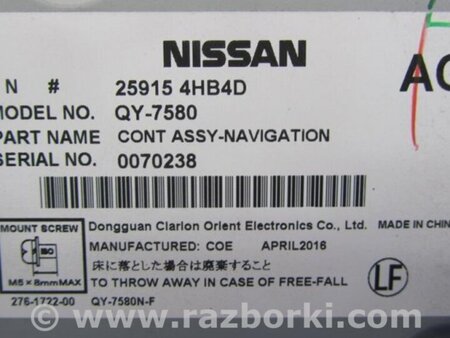 NISSAN
N # 25915 4HB4D
MODEL NO. QY-7580
PART NAME CONT ASSY-NAVIGATION
SERIAL NO. 0070238
MOUNT SCREW
ISO
M5×8mmMAX
276-1722-00
Dongguan Clarion Orient Electronics Co., Ltd. MADE IN CHIN
MANUFACTURED: COE APRIL2016
床に落とした場合は廃棄する こと
TO THROW AWAY IN CASE OF FREE-FALL
QY-7580N-F
LF
AC
www.razborki.com